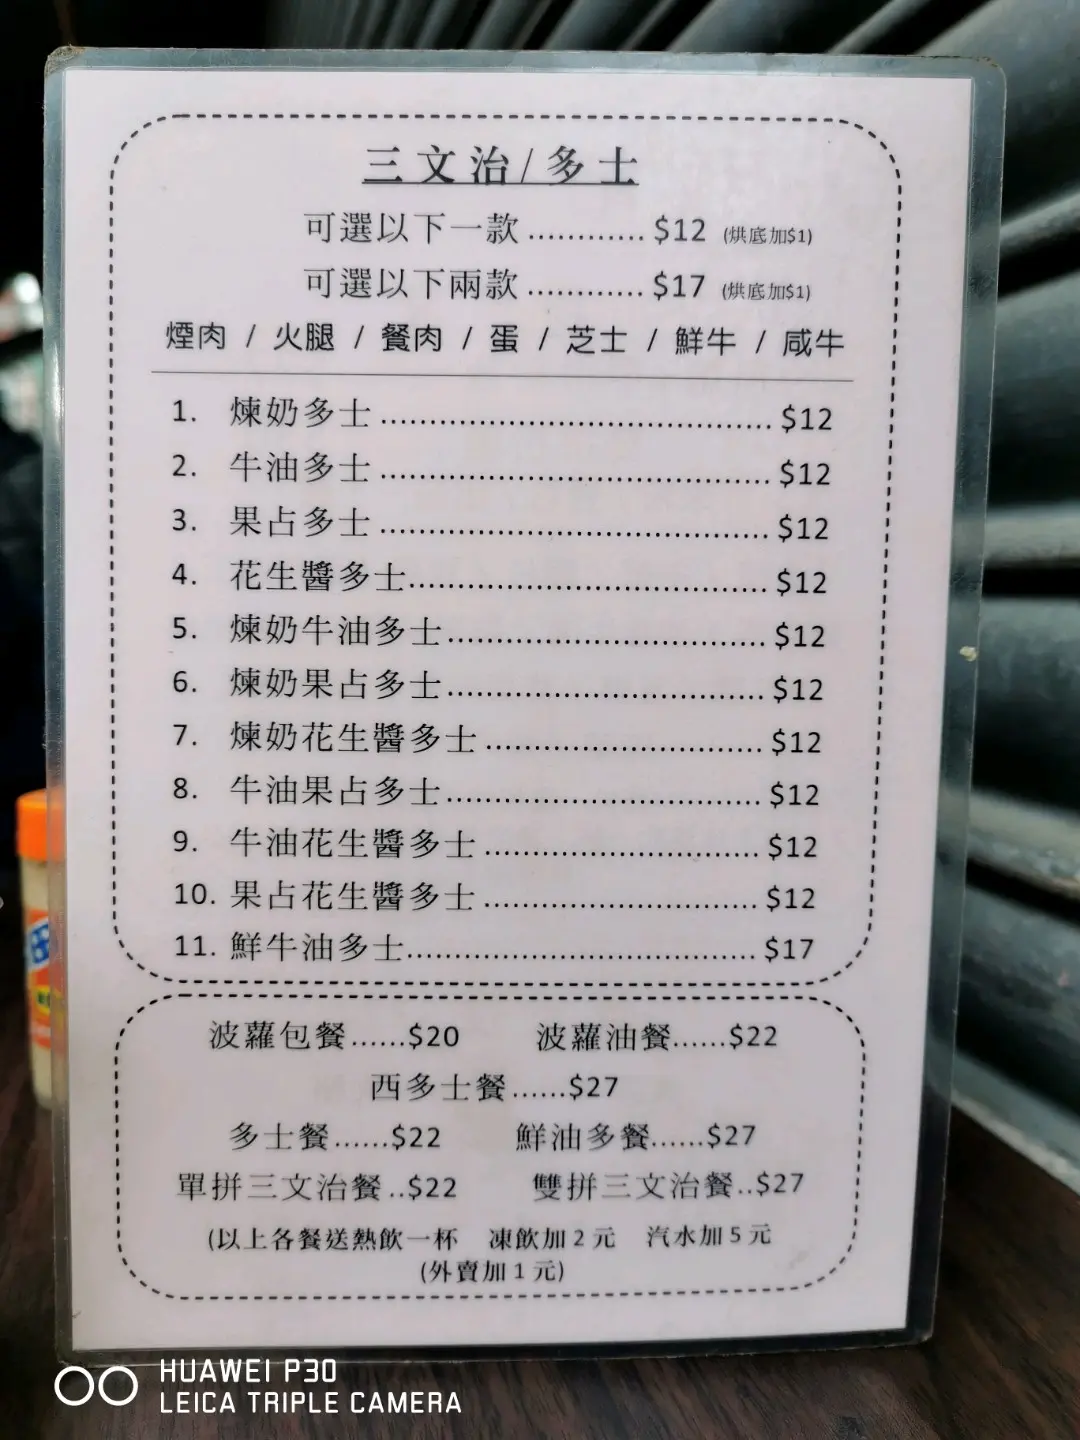 三文治/多士
可選以下一款............$12 (烘底加$1)
可選以下兩款............$17 (烘底加$1)
煙肉 / 火腿 / 餐肉 / 蛋 / 芝士 / 鮮牛 / 咸牛
1. 煉奶多士........................................$12
2. 牛油多士........................................$12
3. 果占多士........................................$12
4. 花生醬多士.....................................$12
5. 煉奶牛油多士.................................$12
6. 煉奶果占多士.................................$12
7. 煉奶花生醬多士.............................$12
8. 牛油果占多士.................................$12
9. 牛油花生醬多士.............................$12
10. 果占花生醬多士............................$12
11. 鮮牛油多士....................................$17
波蘿包餐......$20 波蘿油餐......$22
西多士餐......$27
多士餐......$22 鮮油多餐......$27
單拼三文治餐..$22 雙拼三文治餐..$27
(以上各餐送熱飲一杯 凍飲加2元 汽水加5元
(外賣加1元)
HUAWEI P30
LEICA TRIPLE CAMERA